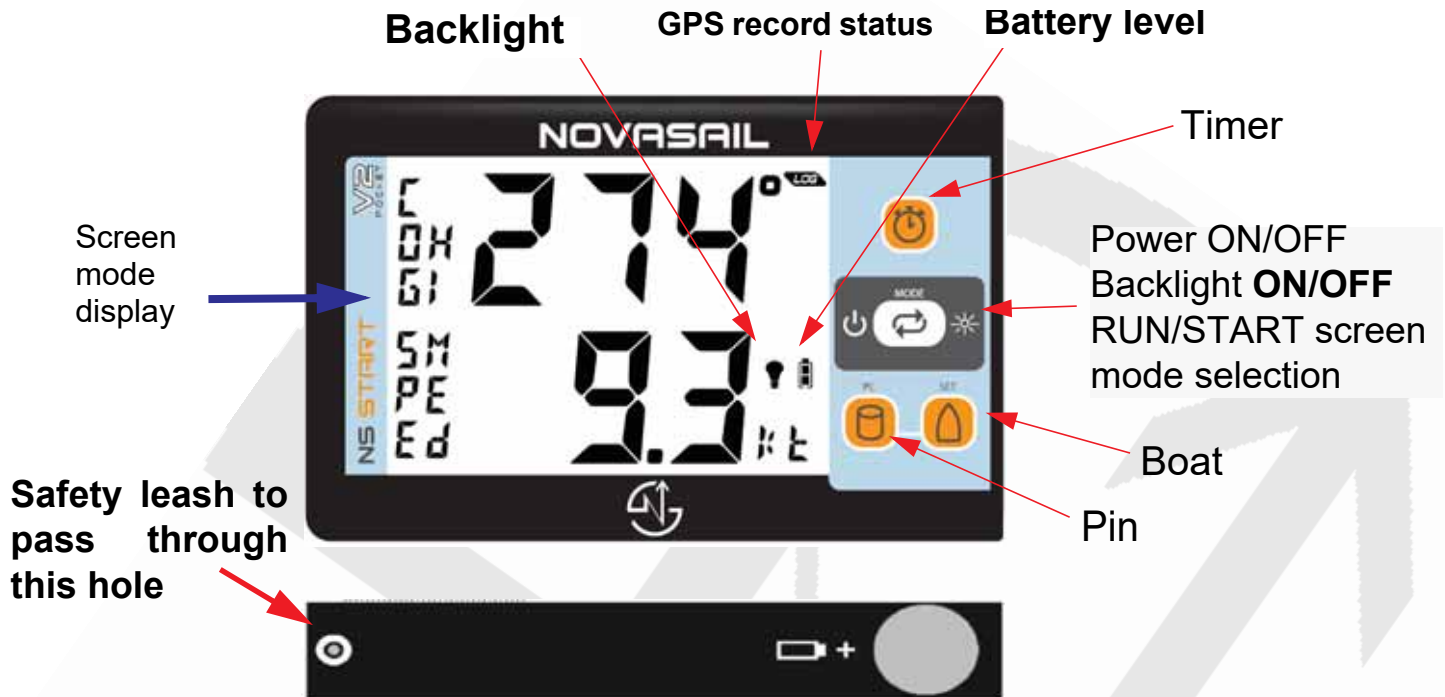 Backlight
GPS record status
Battery level
NOVASAIL
Timer
V2
POCKET
C
OH
GI
274°
LOG
Screen
mode
display
Power ON/OFF
Backlight ON/OFF
RUN/START screen
mode selection
MODE
NS START
SM
PE
Ed
9.3
kt
PC
SET
Boat
Pin
Safety leash to
pass through
this hole
+